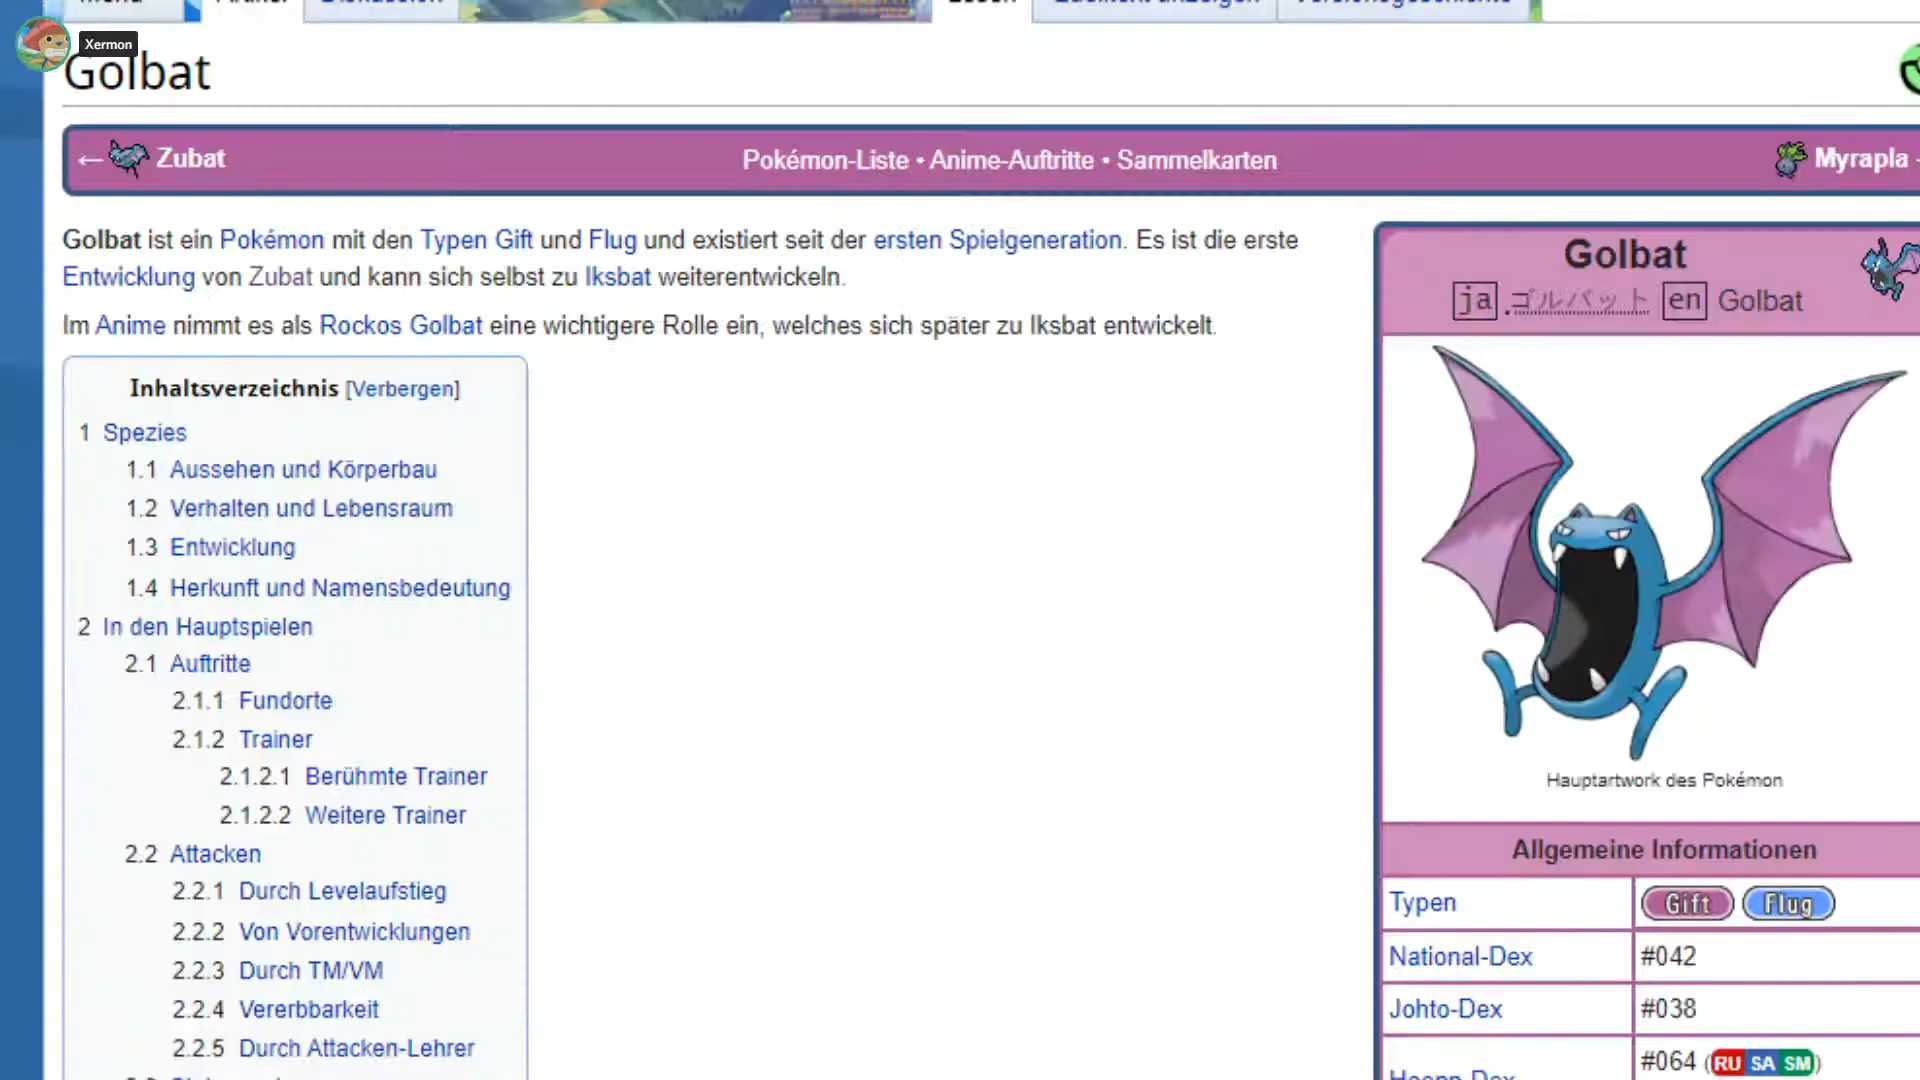 Xermon
Golbat
← Zubat
Pokémon-Liste • Anime-Auftritte • Sammelkarten
Myrapla
Golbat ist ein Pokémon mit den Typen Gift und Flug und existiert seit der ersten Spielgeneration. Es ist die erste
Entwicklung von Zubat und kann sich selbst zu Iksbat weiterentwickeln.
Im Anime nimmt es als Rockos Golbat eine wichtigere Rolle ein, welches sich später zu Iksbat entwickelt.
Inhaltsverzeichnis [Verbergen]
1 Spezies
1.1 Aussehen und Körperbau
1.2 Verhalten und Lebensraum
1.3 Entwicklung
1.4 Herkunft und Namensbedeutung
2 In den Hauptspielen
2.1 Auftritte
2.1.1 Fundorte
2.1.2 Trainer
2.1.2.1 Berühmte Trainer
2.1.2.2 Weitere Trainer
2.2 Attacken
2.2.1 Durch Levelaufstieg
2.2.2 Von Vorentwicklungen
2.2.3 Durch TM/VM
2.2.4 Vererbbarkeit
2.2.5 Durch Attacken-Lehrer
Golbat
ja ゴルバット en Golbat
Hauptartwork des Pokémon
Allgemeine Informationen
Typen Gift Flug
National-Dex #042
Johto-Dex #038
#064 (RU SA SM)